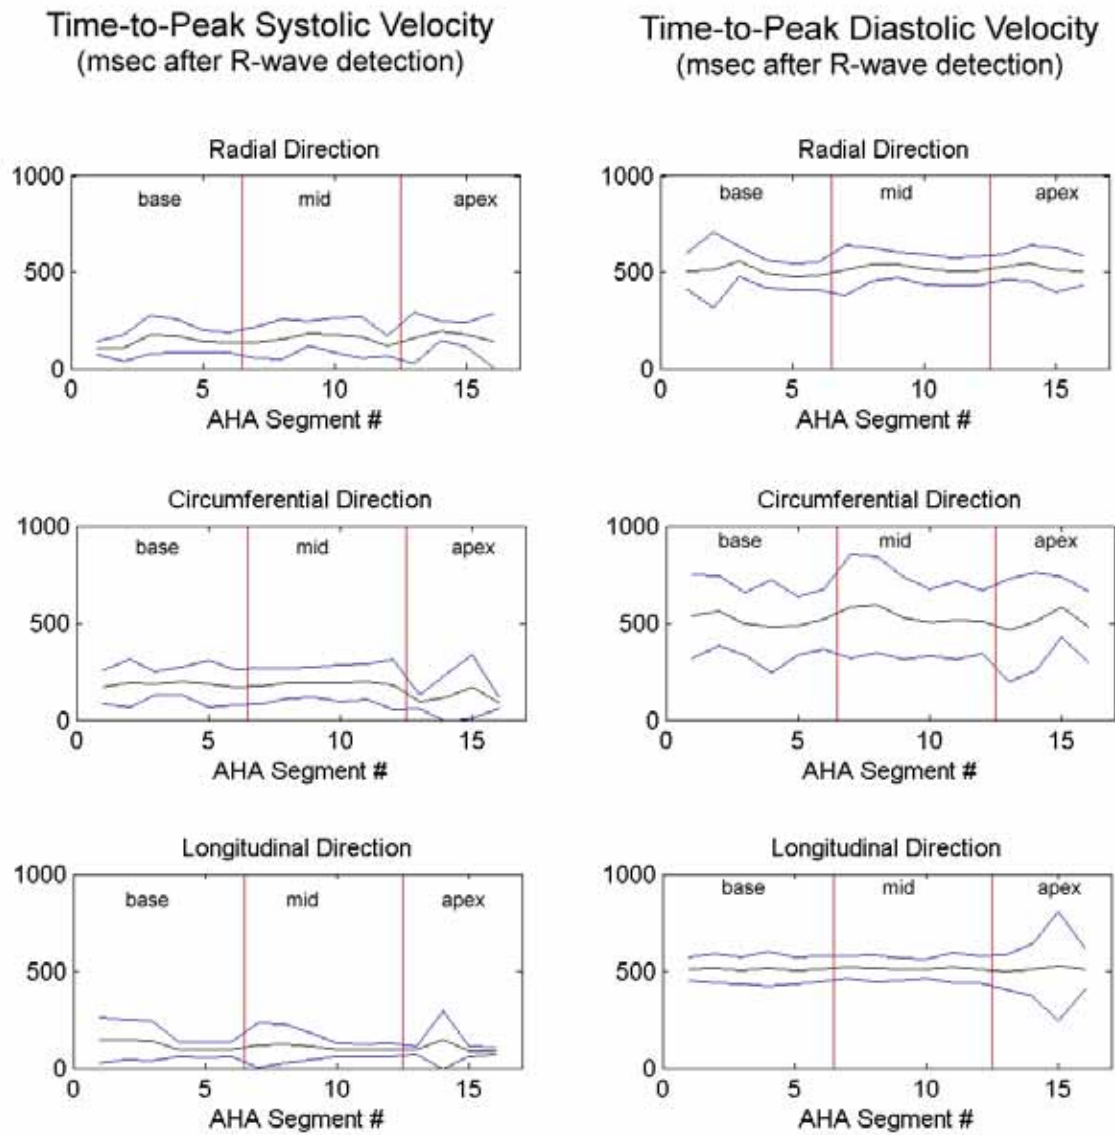 Time-to-Peak Systolic Velocity
(msec after R-wave detection)
Time-to-Peak Diastolic Velocity
(msec after R-wave detection)
Radial Direction
1000
500
0
base
mid
apex
0
5
10
15
AHA Segment #
Radial Direction
1000
500
0
base
mid
apex
0
5
10
15
AHA Segment #
Circumferential Direction
1000
500
0
base
mid
apex
0
5
10
15
AHA Segment #
Circumferential Direction
1000
500
0
base
mid
apex
0
5
10
15
AHA Segment #
Longitudinal Direction
1000
500
0
base
mid
apex
0
5
10
15
AHA Segment #
Longitudinal Direction
1000
500
0
base
mid
apex
0
5
10
15
AHA Segment #